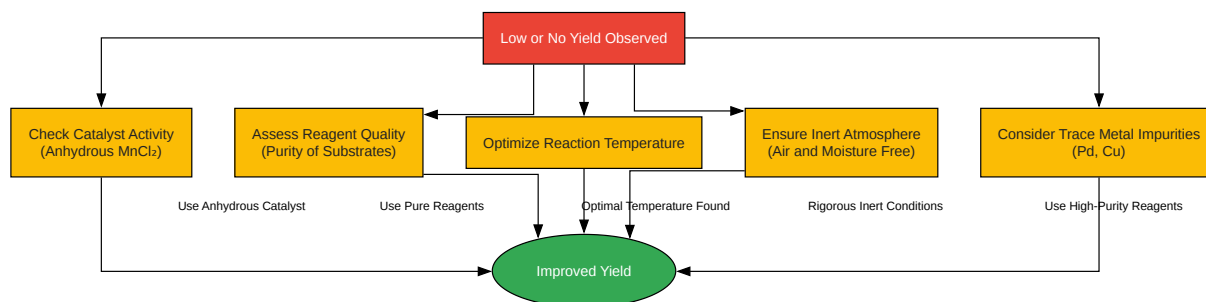 Low or No Yield Observed
Check Catalyst Activity
(Anhydrous MnCl₂)
Assess Reagent Quality
(Purity of Substrates)
Optimize Reaction Temperature
Ensure Inert Atmosphere
(Air and Moisture Free)
Consider Trace Metal Impurities
(Pd, Cu)
Use Anhydrous Catalyst
Use Pure Reagents
Optimal Temperature Found
Rigorous Inert Conditions
Use High-Purity Reagents
Improved Yield